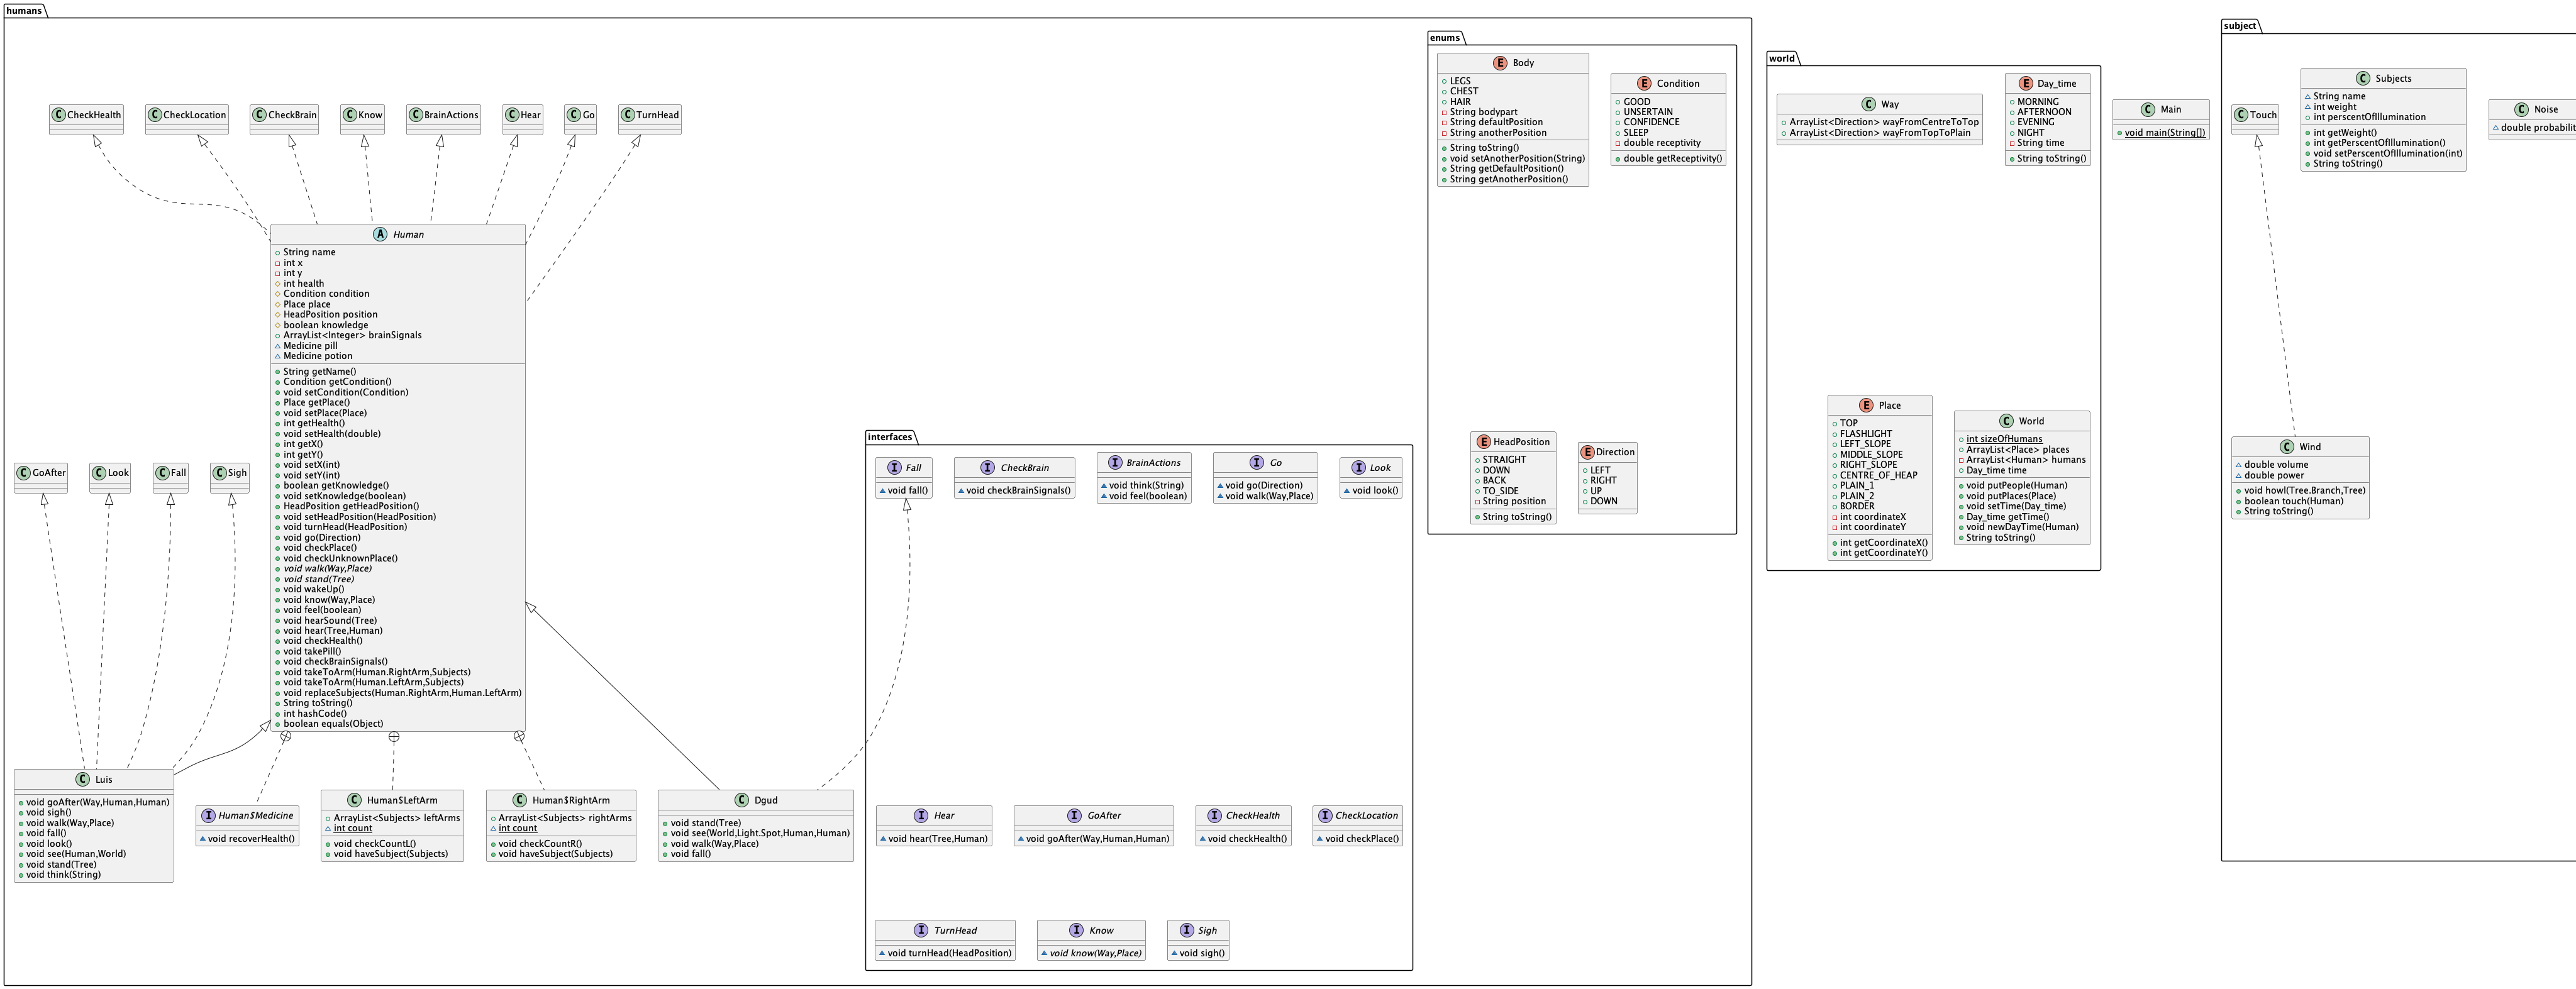 humans
CheckHealth
CheckLocation
CheckBrain
Know
BrainActions
Hear
Go
TurnHead
Human
String name
int x
int y
int health
Condition condition
Place place
HeadPosition position
boolean knowledge
ArrayList<Integer> brainSignals
Medicine pill
Medicine potion
String getName()
Condition getCondition()
void setCondition(Condition)
Place getPlace()
void setPlace(Place)
int getHealth()
void setHealth(double)
int getX()
int getY()
void setX(int)
void setY(int)
boolean getKnowledge()
void setKnowledge(boolean)
HeadPosition getHeadPosition()
void setHeadPosition(HeadPosition)
void turnHead(HeadPosition)
void go(Direction)
void checkPlace()
void checkUnknownPlace()
void walk(Way,Place)
void stand(Tree)
void wakeUp()
void know(Way,Place)
void feel(boolean)
void hearSound(Tree)
void hear(Tree,Human)
void checkHealth()
void takePill()
void checkBrainSignals()
void takeToArm(Human.RightArm,Subjects)
void takeToArm(Human.LeftArm,Subjects)
void replaceSubjects(Human.RightArm,Human.LeftArm)
String toString()
int hashCode()
boolean equals(Object)
GoAfter
Look
Fall
Sigh
Luis
void goAfter(Way,Human,Human)
void sigh()
void walk(Way,Place)
void fall()
void look()
void see(Human,World)
void stand(Tree)
void think(String)
Human$Medicine
void recoverHealth()
Human$LeftArm
ArrayList<Subjects> leftArms
int count
void checkCountL()
void haveSubject(Subjects)
Human$RightArm
ArrayList<Subjects> rightArms
int count
void checkCountR()
void haveSubject(Subjects)
Dgud
void stand(Tree)
void see(World,Light.Spot,Human,Human)
void walk(Way,Place)
void fall()
interfaces
Fall
void fall()
CheckBrain
void checkBrainSignals()
BrainActions
void think(String)
void feel(boolean)
Go
void go(Direction)
void walk(Way,Place)
Look
void look()
Hear
void hear(Tree,Human)
GoAfter
void goAfter(Way,Human,Human)
CheckHealth
void checkHealth()
CheckLocation
void checkPlace()
TurnHead
void turnHead(HeadPosition)
Know
void know(Way,Place)
Sigh
void sigh()
enums
Body
LEGS
CHEST
HAIR
String bodypart
String defaultPosition
String anotherPosition
String toString()
void setAnotherPosition(String)
String getDefaultPosition()
String getAnotherPosition()
Condition
GOOD
UNSERTAIN
CONFIDENCE
SLEEP
double receptivity
double getReceptivity()
HeadPosition
STRAIGHT
DOWN
BACK
TO_SIDE
String position
String toString()
Direction
LEFT
RIGHT
UP
DOWN
world
Way
ArrayList<Direction> wayFromCentreToTop
ArrayList<Direction> wayFromTopToPlain
Day_time
MORNING
AFTERNOON
EVENING
NIGHT
String time
String toString()
Place
TOP
FLASHLIGHT
LEFT_SLOPE
MIDDLE_SLOPE
RIGHT_SLOPE
CENTRE_OF_HEAP
PLAIN_1
PLAIN_2
BORDER
int coordinateX
int coordinateY
int getCoordinateX()
int getCoordinateY()
World
int sizeOfHumans
ArrayList<Place> places
ArrayList<Human> humans
Day_time time
void putPeople(Human)
void putPlaces(Place)
void setTime(Day_time)
Day_time getTime()
void newDayTime(Human)
String toString()
Main
void main(String[])
subject
Touch
Subjects
String name
int weight
int perscentOfIllumination
int getWeight()
int getPerscentOfIllumination()
void setPerscentOfIllumination(int)
String toString()
Noise
double probabilit
Wind
double volume
double power
void howl(Tree.Branch,Tree)
boolean touch(Human)
String toString()